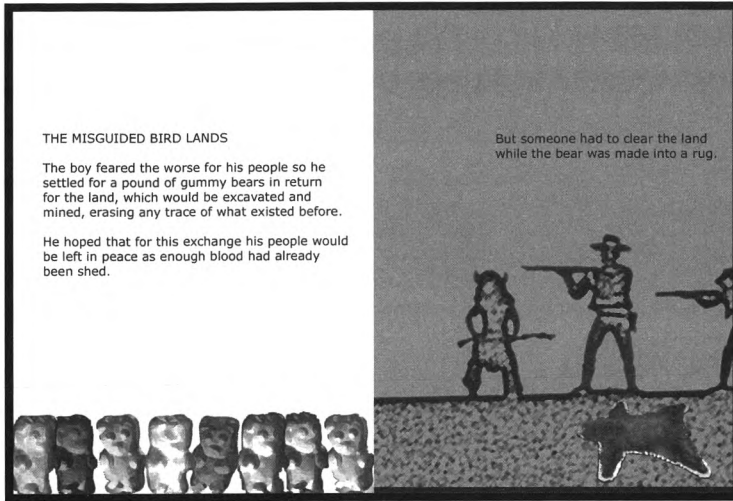 THE MISGUIDED BIRD LANDS
The boy feared the worse for his people so he
settled for a pound of gummy bears in return
for the land, which would be excavated and
mined, erasing any trace of what existed before.
He hoped that for this exchange his people would
be left in peace as enough blood had already
been shed.
But someone had to clear the land
while the bear was made into a rug.